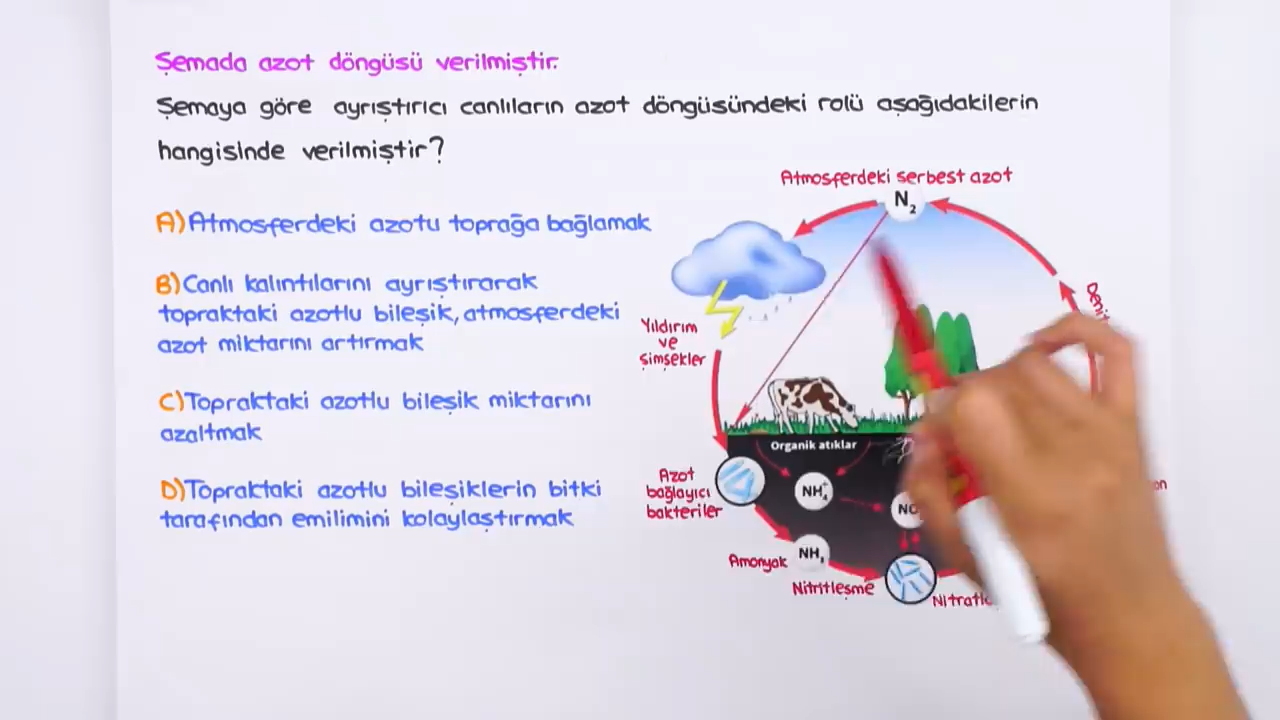 Şemada azot döngüsü verilmiştir.
Şemaya göre ayrıştırıcı canlıların azot döngüsündeki rolü aşağıdakilerin
hangisinde verilmiştir?
A) Atmosferdeki azotu toprağa bağlamak
B) Canlı kalıntılarını ayrıştırarak
topraktaki azotlu bileşik, atmosferdeki
azot miktarını artırmak
C) Topraktaki azotlu bileşik miktarını
azaltmak
D) Topraktaki azotlu bileşiklerin bitki
tarafından emilimini kolaylaştırmak
Atmosferdeki serbest azot
N₂
Yıldırım
ve
şimşekler
Organik atıklar
Azot
bağlayıcı
bakteriler
NH₄⁺
Amonyak
Nitritleşme